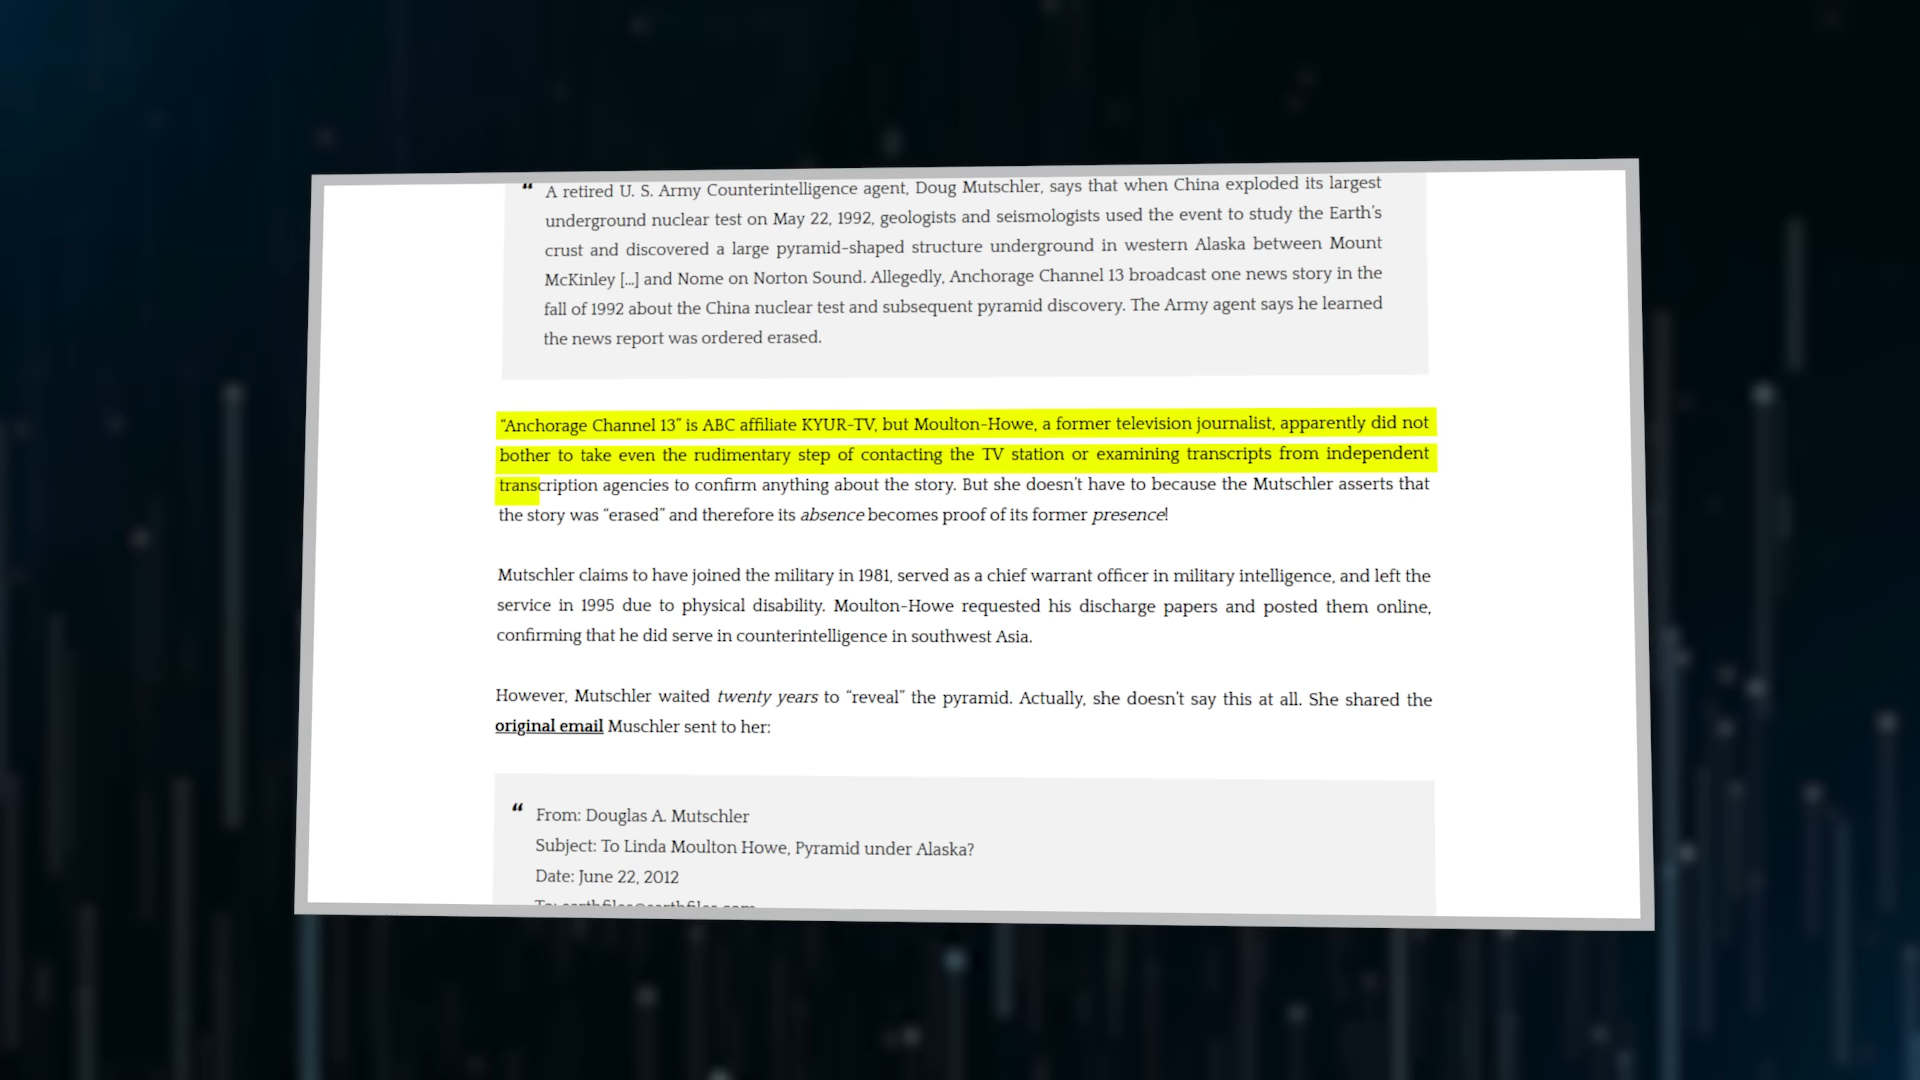 “ A retired U. S. Army Counterintelligence agent, Doug Mutschler, says that when China exploded its largest
underground nuclear test on May 22, 1992, geologists and seismologists used the event to study the Earth's
crust and discovered a large pyramid-shaped structure underground in western Alaska between Mount
McKinley [...] and Nome on Norton Sound. Allegedly, Anchorage Channel 13 broadcast one news story in the
fall of 1992 about the China nuclear test and subsequent pyramid discovery. The Army agent says he learned
the news report was ordered erased.
“Anchorage Channel 13” is ABC affiliate KYUR-TV, but Moulton-Howe, a former television journalist, apparently did not
bother to take even the rudimentary step of contacting the TV station or examining transcripts from independent
transcription agencies to confirm anything about the story. But she doesn't have to because the Mutschler asserts that
the story was “erased” and therefore its absence becomes proof of its former presence!
Mutschler claims to have joined the military in 1981, served as a chief warrant officer in military intelligence, and left the
service in 1995 due to physical disability. Moulton-Howe requested his discharge papers and posted them online,
confirming that he did serve in counterintelligence in southwest Asia.
However, Mutschler waited twenty years to “reveal” the pyramid. Actually, she doesn't say this at all. She shared the
original email Muschler sent to her:
“ From: Douglas A. Mutschler
Subject: To Linda Moulton Howe, Pyramid under Alaska?
Date: June 22, 2012
To: earthfiles@earthfiles.com